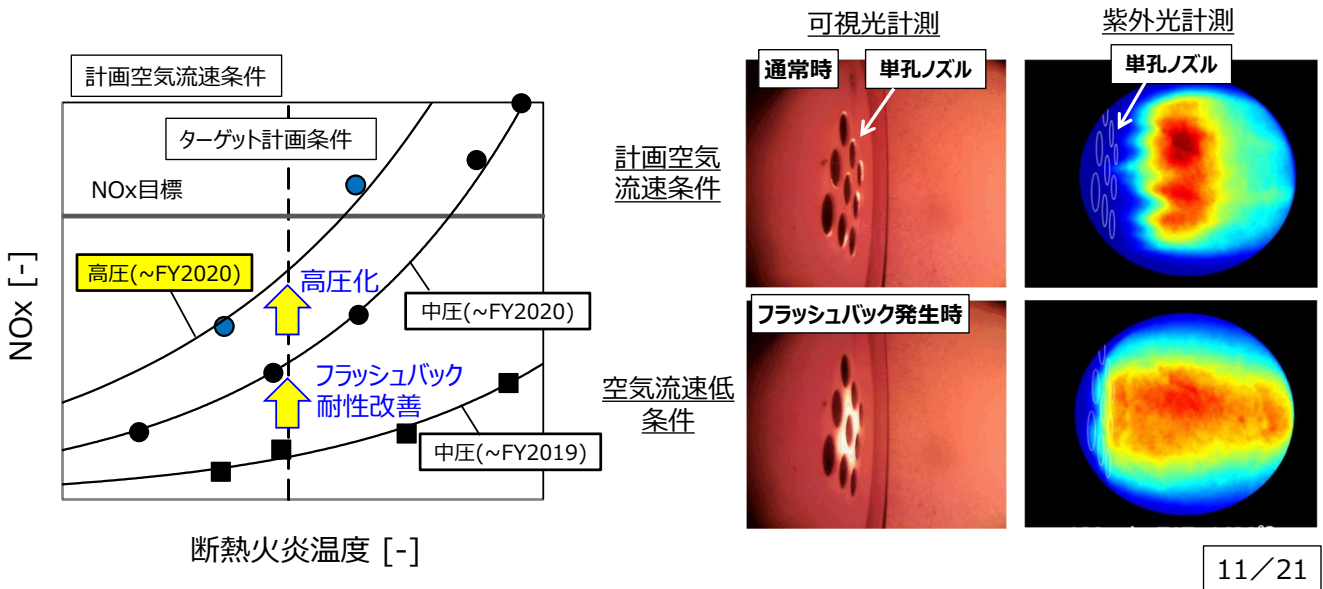 計画空気流速条件
ターゲット計画条件
NOx目標
高圧(~FY2020)
高圧化
中圧(~FY2020)
フラッシュバック
耐性改善
中圧(~FY2019)
NOx [-]
断熱火炎温度 [-]
可視光計測
紫外光計測
通常時
単孔ノズル
単孔ノズル
計画空気
流速条件
フラッシュバック発生時
空気流速低
条件
11／21